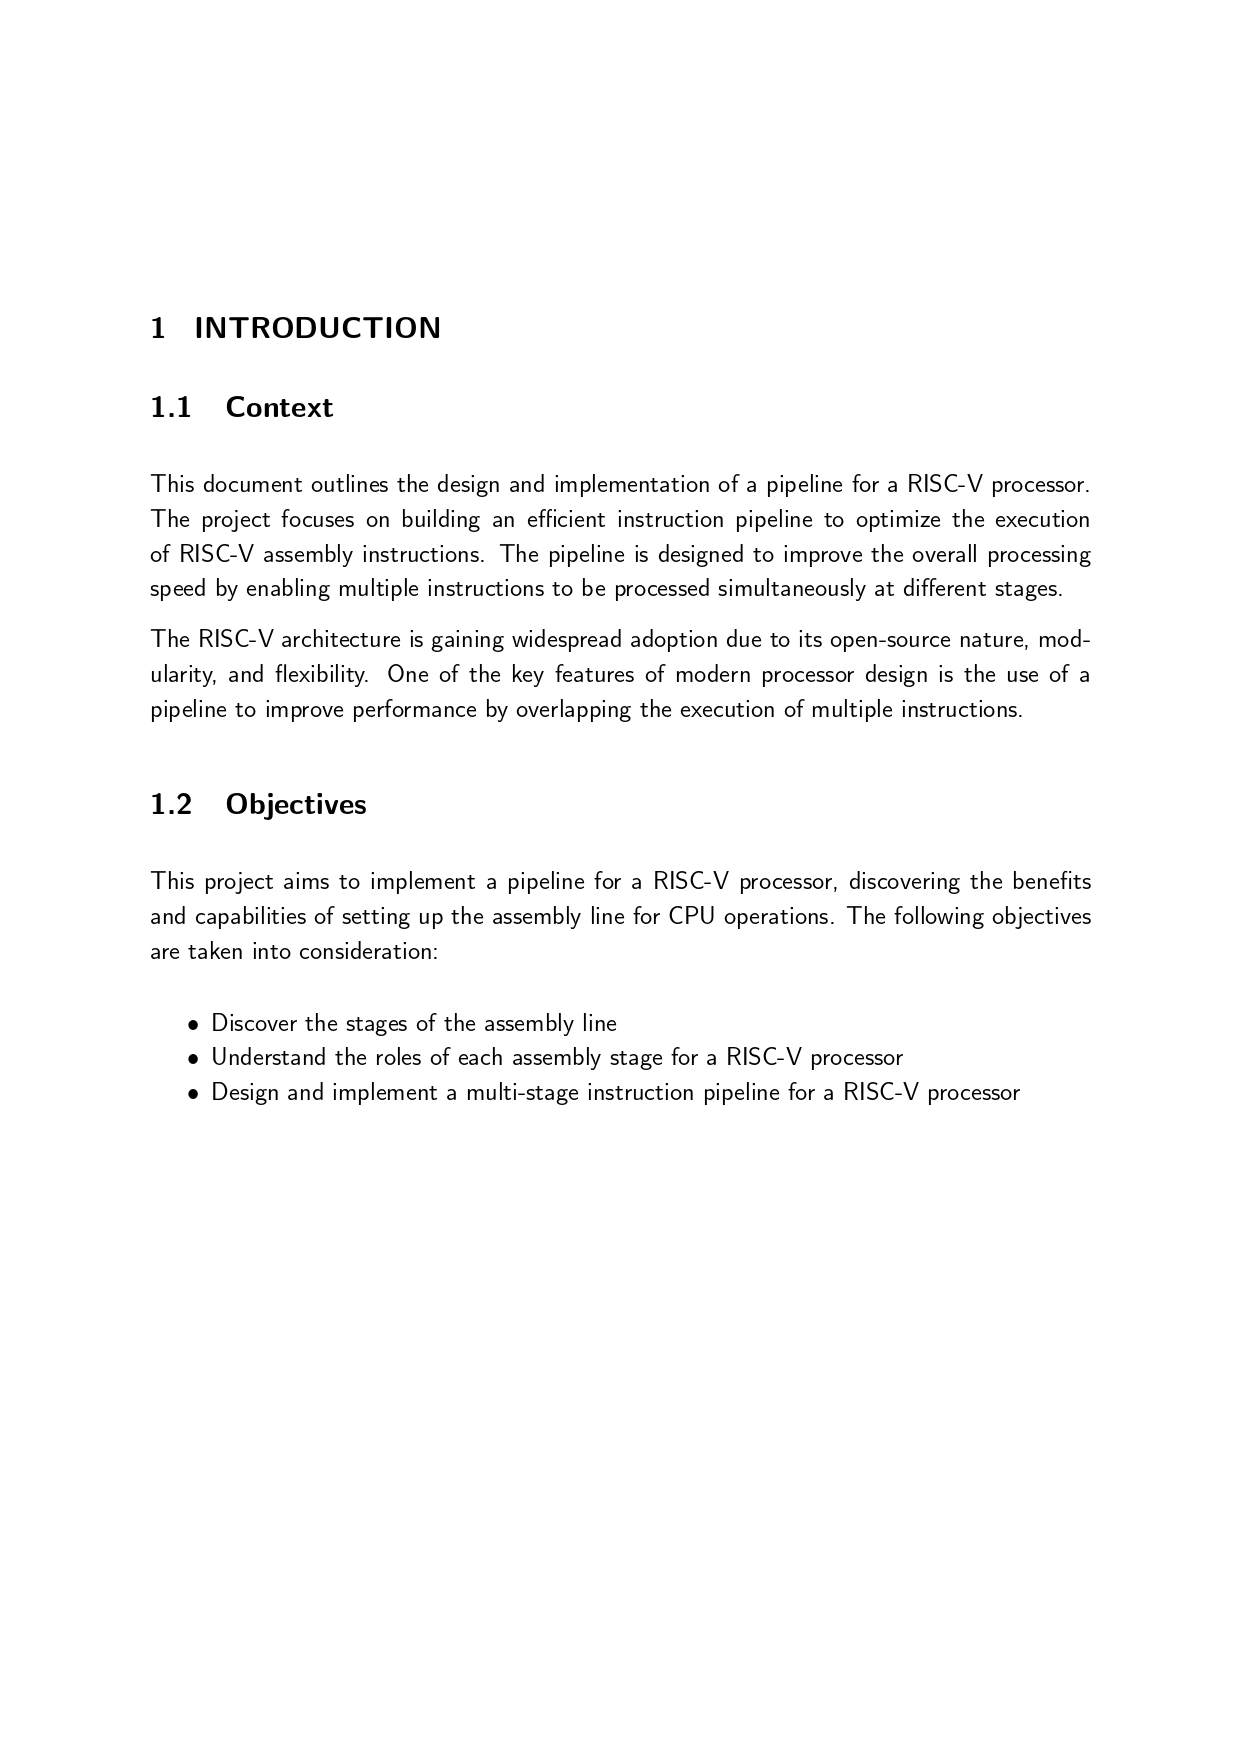 1 INTRODUCTION
1.1 Context
This document outlines the design and implementation of a pipeline for a RISC-V processor.
The project focuses on building an efficient instruction pipeline to optimize the execution
of RISC-V assembly instructions. The pipeline is designed to improve the overall processing
speed by enabling multiple instructions to be processed simultaneously at different stages.
The RISC-V architecture is gaining widespread adoption due to its open-source nature, mod-
ularity, and flexibility. One of the key features of modern processor design is the use of a
pipeline to improve performance by overlapping the execution of multiple instructions.
1.2 Objectives
This project aims to implement a pipeline for a RISC-V processor, discovering the benefits
and capabilities of setting up the assembly line for CPU operations. The following objectives
are taken into consideration:
• Discover the stages of the assembly line
• Understand the roles of each assembly stage for a RISC-V processor
• Design and implement a multi-stage instruction pipeline for a RISC-V processor